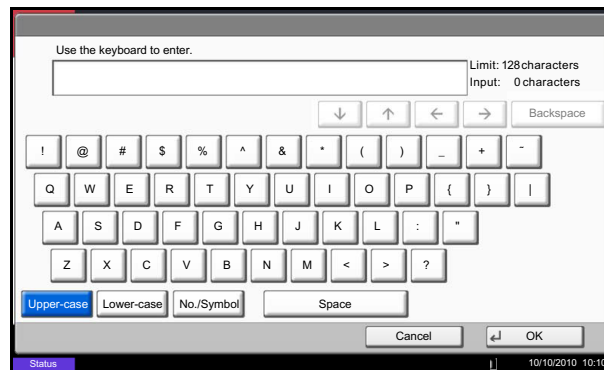 Use the keyboard to enter.
Limit: 128 characters
Input: 0 characters
Backspace
! @ # $ % ^ & * ( ) _ + ~
Q W E R T Y U I O P { } |
A S D F G H J K L : "
Z X C V B N M < > ?
Upper-case Lower-case No./Symbol Space
Cancel OK
Status 10/10/2010 10:10